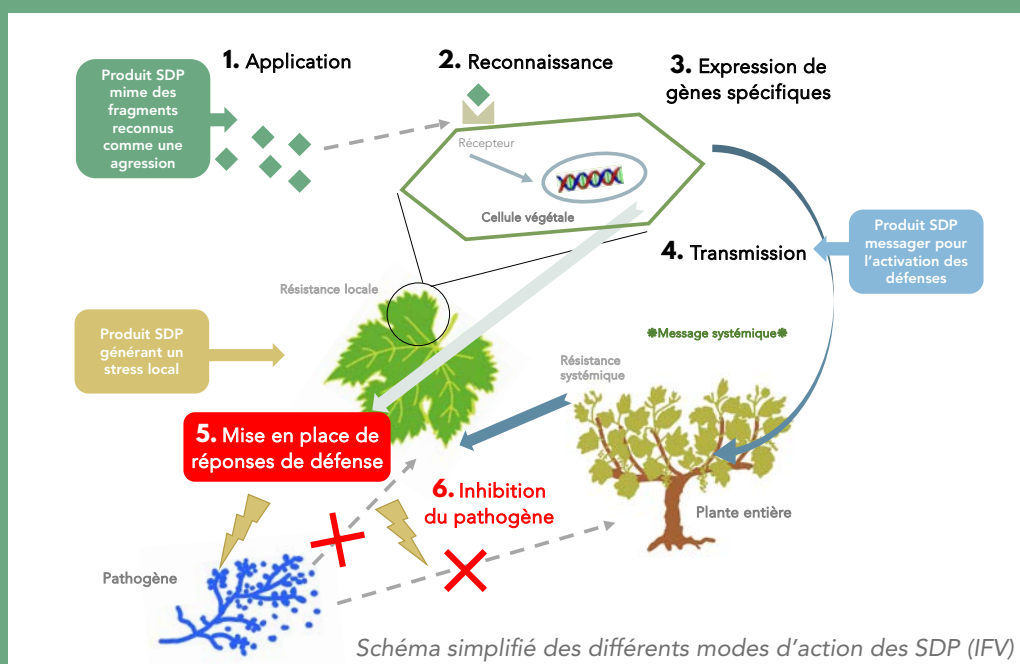 1. Application
2. Reconnaissance
3. Expression de
gènes spécifiques
Produit SDP
mime des
fragments
reconnus
comme une
agression
Récepteur
Cellule végétale
4. Transmission
Produit SDP
messager pour
l'activation des
défenses
Résistance locale
Produit SDP
générant un
stress local
*Message systémique*
Résistance
systémique
5. Mise en place de
réponses de défense
6. Inhibition
du pathogène
Plante entière
Pathogène
Schéma simplifié des différents modes d'action des SDP (IFV)